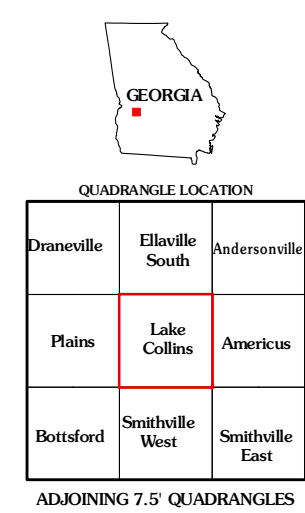 GEORGIA
QUADRANGLE LOCATION
Draneville
Ellaville
South
Andersonville
Plains
Lake
Collins
Americus
Bottsford
Smithville
West
Smithville
East
ADJOINING 7.5' QUADRANGLES